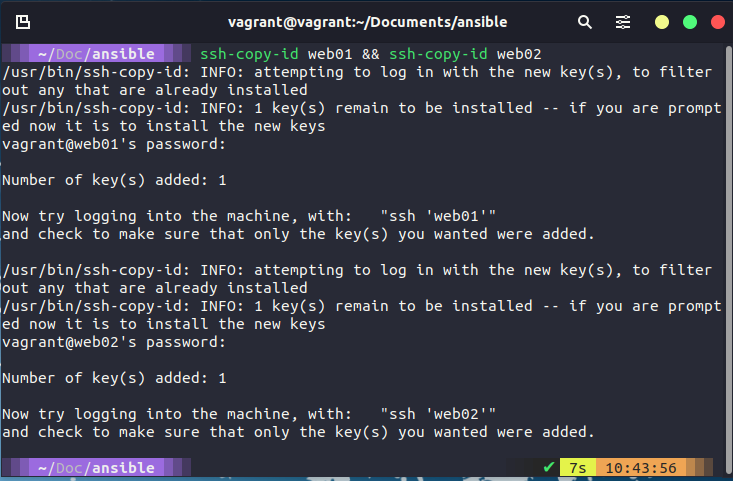 vagrant@vagrant:~/Documents/ansible
~/Doc/ansible ssh-copy-id web01 && ssh-copy-id web02
/usr/bin/ssh-copy-id: INFO: attempting to log in with the new key(s), to filter
out any that are already installed
/usr/bin/ssh-copy-id: INFO: 1 key(s) remain to be installed -- if you are prompt
ed now it is to install the new keys
vagrant@web01's password:
Number of key(s) added: 1
Now try logging into the machine, with:   "ssh 'web01'"
and check to make sure that only the key(s) you wanted were added.
/usr/bin/ssh-copy-id: INFO: attempting to log in with the new key(s), to filter
out any that are already installed
/usr/bin/ssh-copy-id: INFO: 1 key(s) remain to be installed -- if you are prompt
ed now it is to install the new keys
vagrant@web02's password:
Number of key(s) added: 1
Now try logging into the machine, with:   "ssh 'web02'"
and check to make sure that only the key(s) you wanted were added.
~/Doc/ansible ✔ 7s 10:43:56